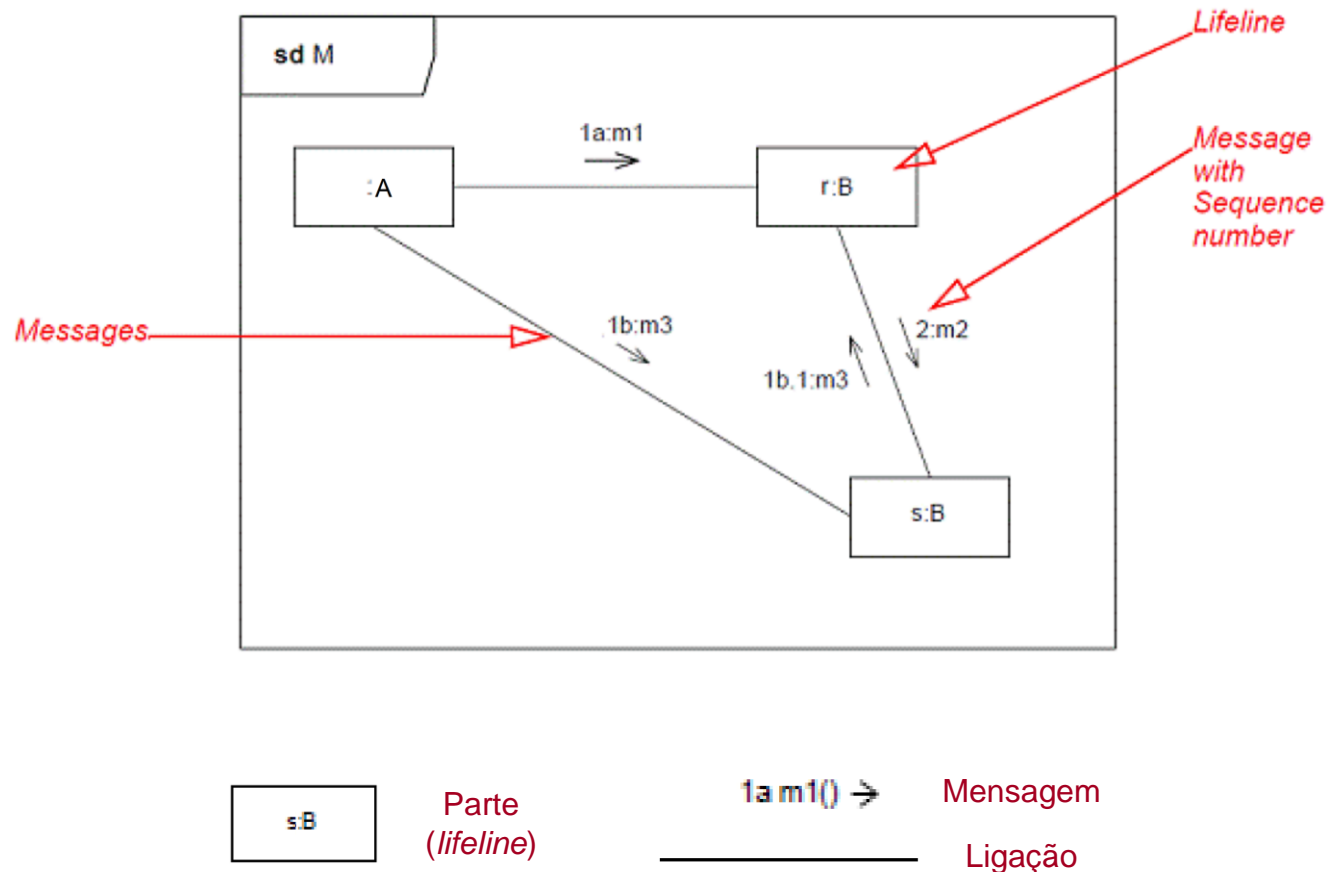 Lifeline
sd M
1a:m1
Message
with
Sequence
number
:A
r:B
Messages
1b:m3
2:m2
1b.1:m3
s:B
s:B
Parte
(lifeline)
1a m1()
Mensagem
Ligação